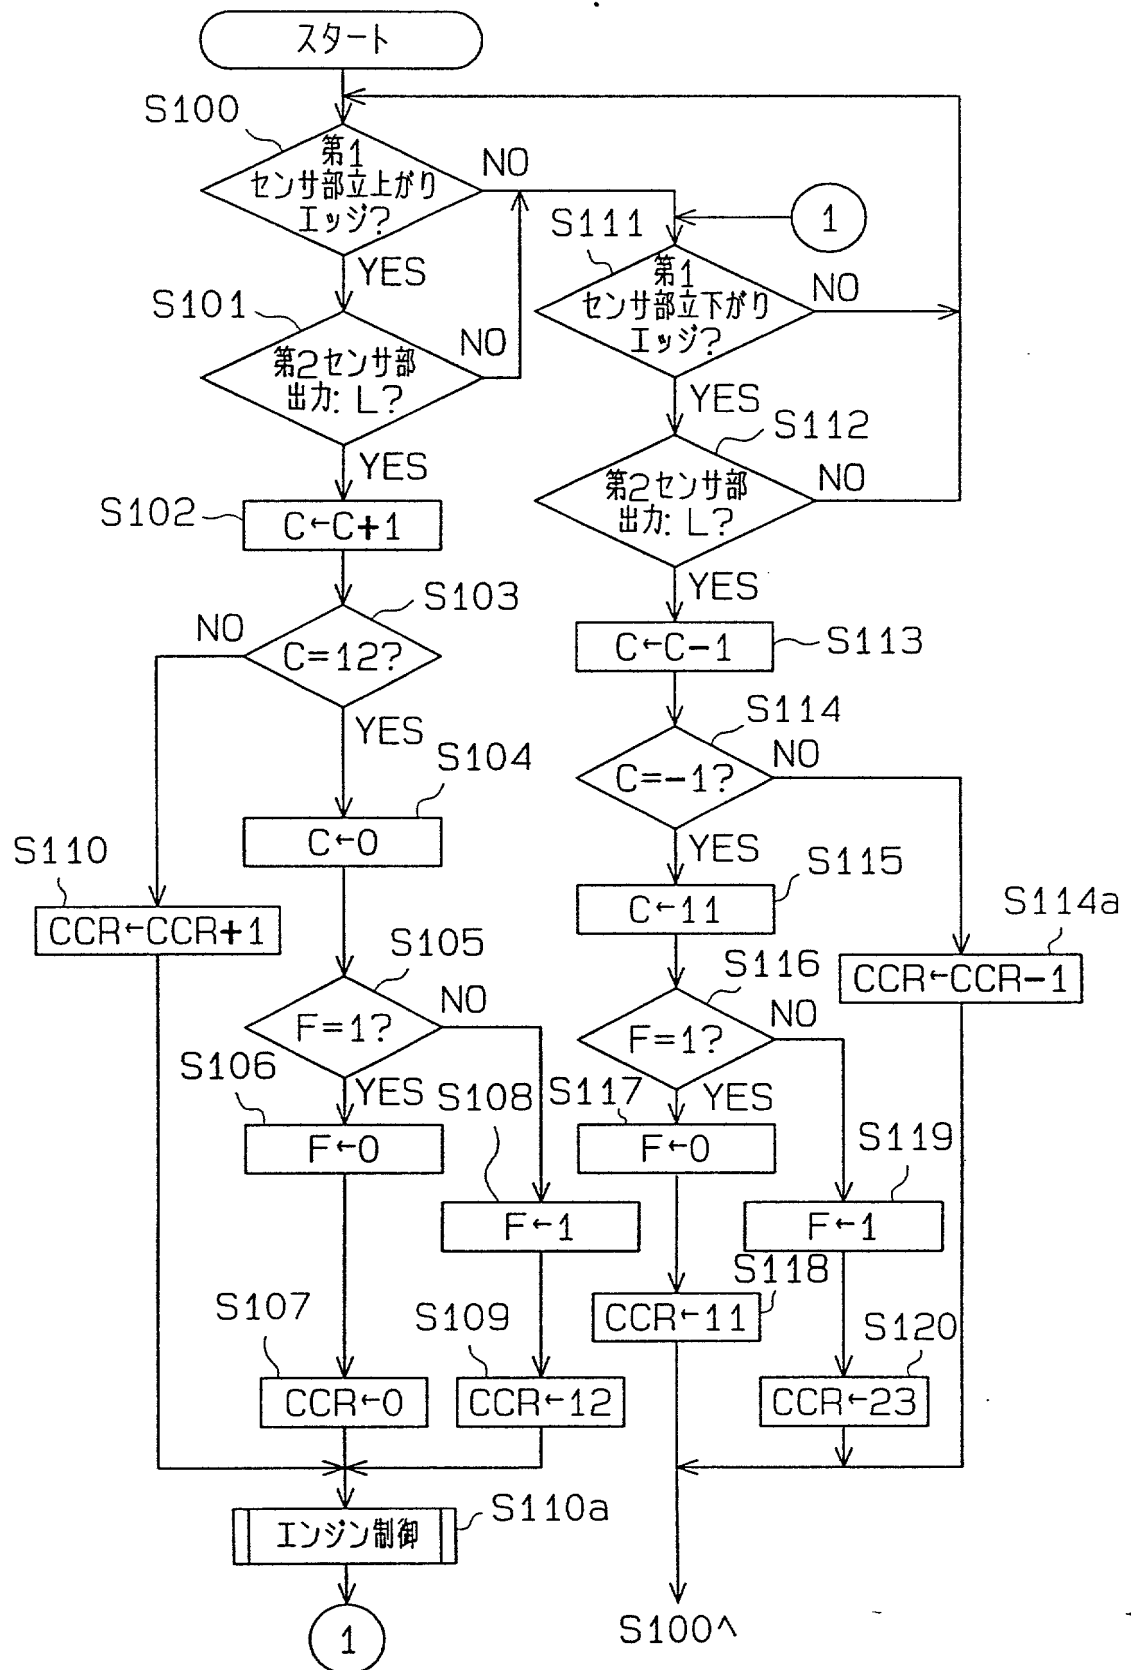 スタート
S100
第1
センサ部立上がり
エッジ?
NO
YES
S101
第2センサ部
出力: L?
NO
YES
S102
C←C+1
S103
C=12?
NO
YES
S104
C←0
S110
CCR←CCR+1
S105
F=1?
NO
YES
S106
F←0
S108
F←1
S107
CCR←0
S109
CCR←12
S110a
エンジン制御
1
1
S111
第1
センサ部立下がり
エッジ?
NO
YES
S112
第2センサ部
出力: L?
NO
YES
S113
C←C-1
S114
C=-1?
NO
YES
S115
C←11
S114a
CCR←CCR-1
S116
F=1?
NO
YES
S117
F←0
S119
F←1
S118
CCR←11
S120
CCR←23
S100へ